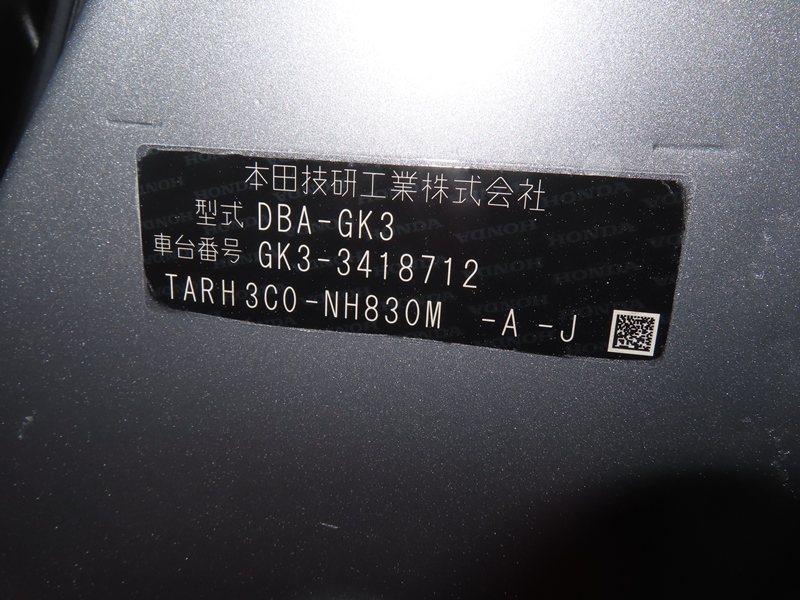 本田技研工業株式会社
型式 DBA-GK3
車台番号 GK3-3418712
TARH3C0-NH830M -A -J